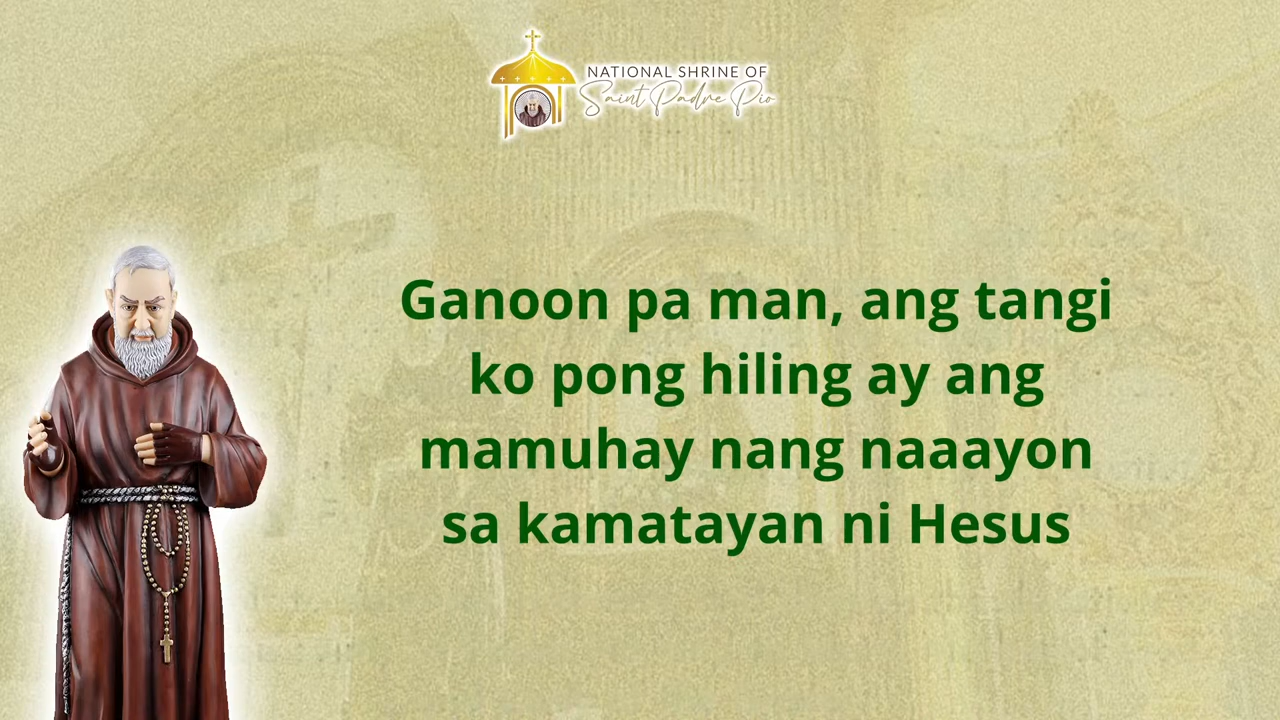 NATIONAL SHRINE OF
Saint Padre Pio
Ganoon pa man, ang tangi
ko pong hiling ay ang
mamuhay nang naaayon
sa kamatayan ni Hesus